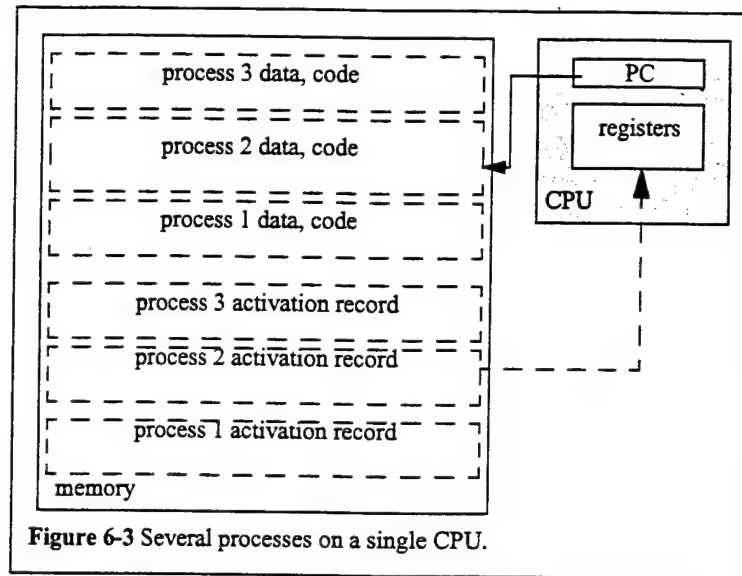 process 3 data, code
process 2 data, code
process 1 data, code
process 3 activation record
process 2 activation record
process 1 activation record
memory
PC
registers
CPU
Figure 6-3 Several processes on a single CPU.